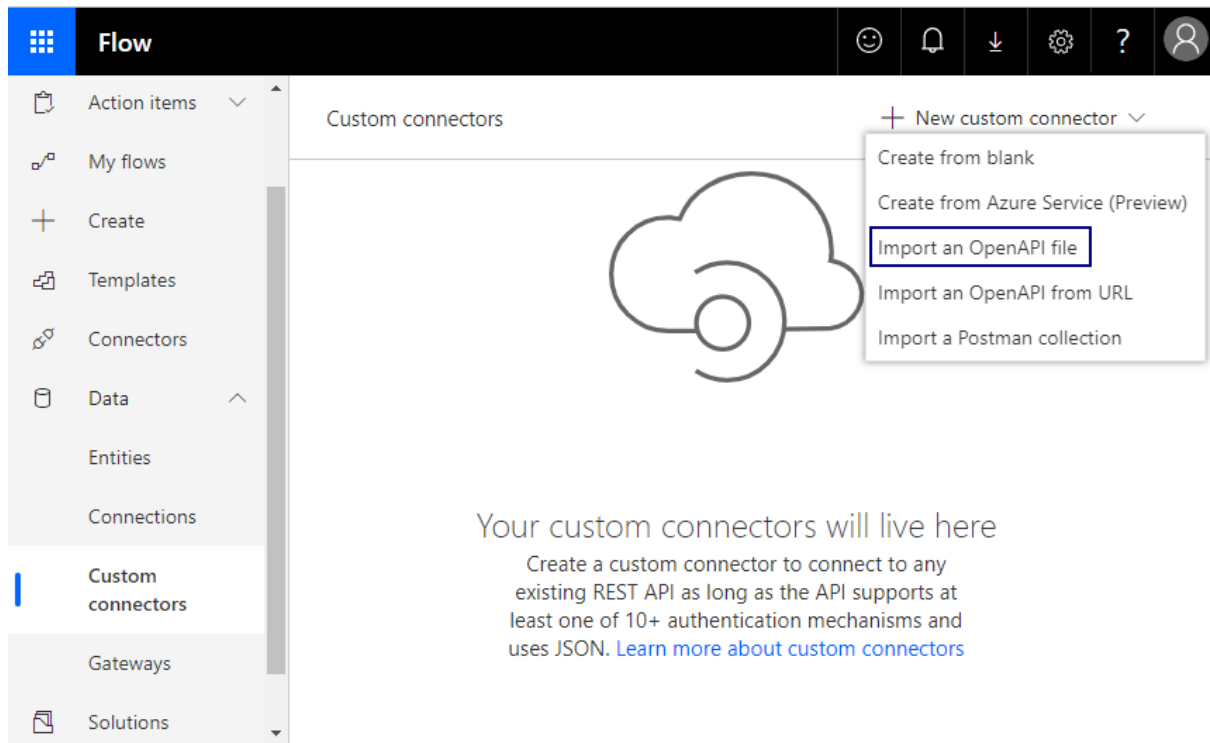 Flow
?
Action items
My flows
Create
Templates
Connectors
Data
Entities
Connections
Custom
connectors
Gateways
Solutions
Custom connectors
New custom connector
Create from blank
Create from Azure Service (Preview)
Import an OpenAPI file
Import an OpenAPI from URL
Import a Postman collection
Your custom connectors will live here
Create a custom connector to connect to any
existing REST API as long as the API supports at
least one of 10+ authentication mechanisms and
uses JSON. Learn more about custom connectors